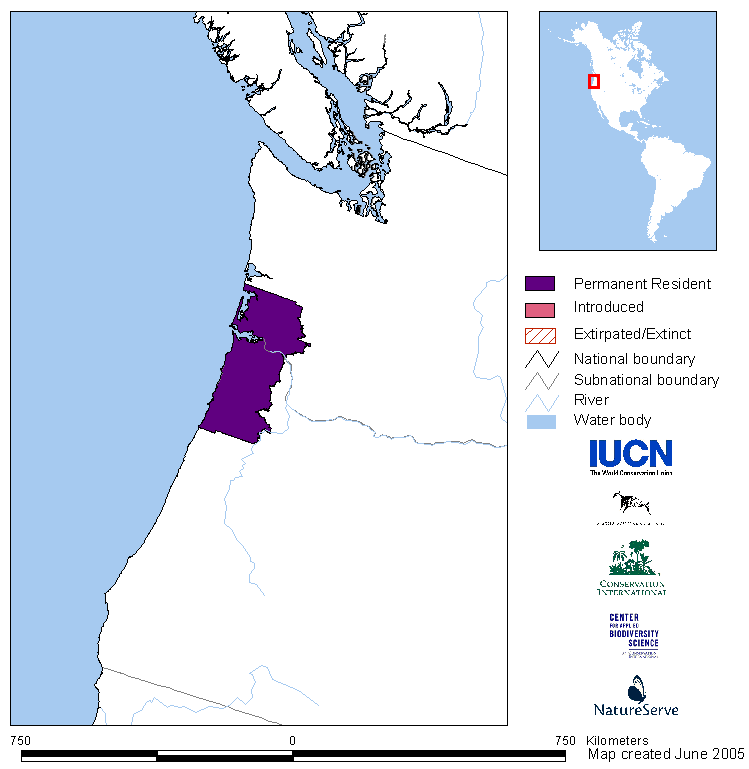 Permanent Resident
Introduced
Extirpated/Extinct
National boundary
Subnational boundary
River
Water body
IUCN
The World Conservation Union
CONSERVATION
INTERNATIONAL
CENTER
FOR APPLIED
BIODIVERSITY
SCIENCE
NatureServe
750 0 750 Kilometers
Map created June 2005